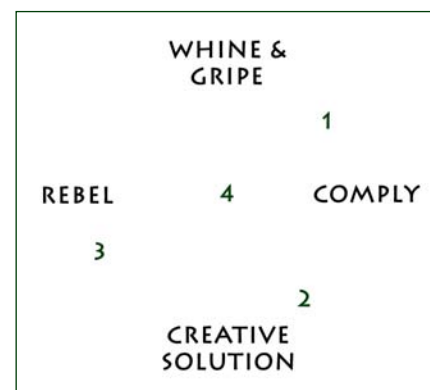 WHINE &
GRIPE
1
REBEL 4 COMPLY
3
2
CREATIVE
SOLUTION